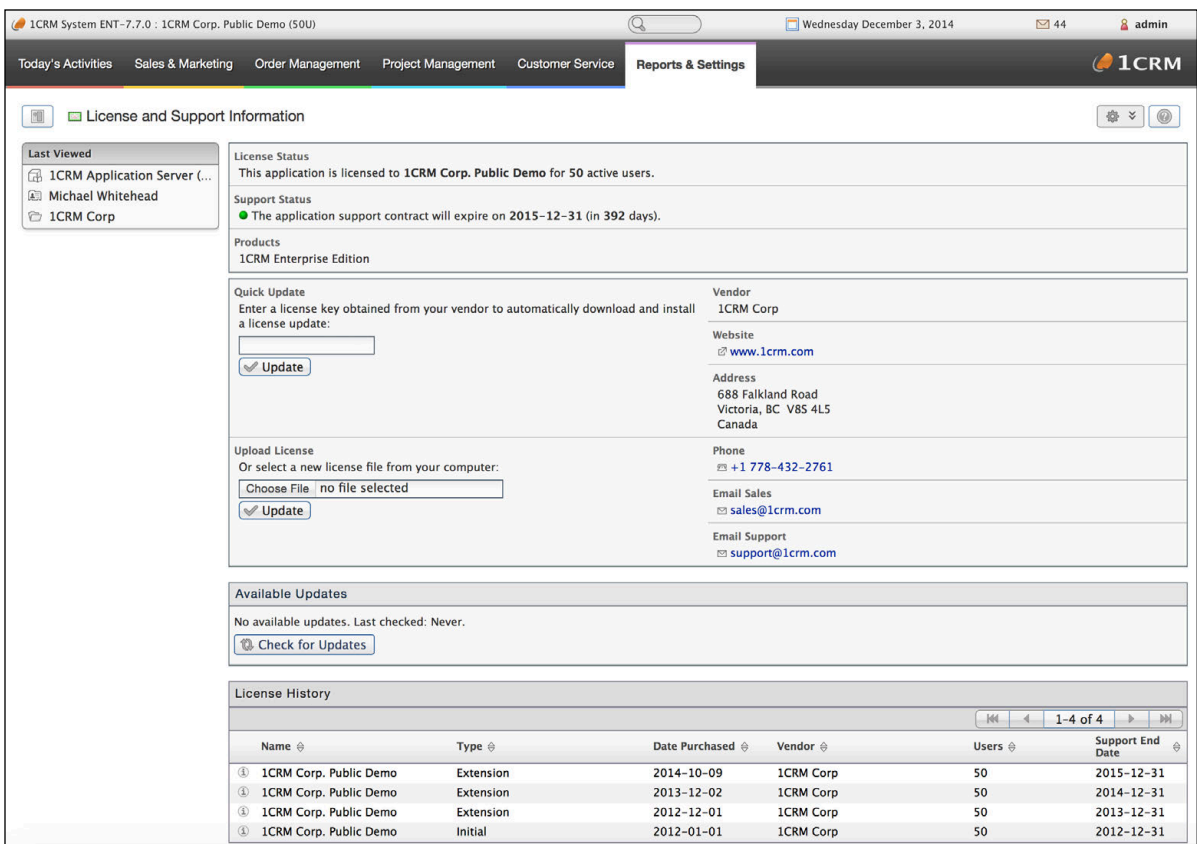 1CRM System ENT-7.7.0 : 1CRM Corp. Public Demo (50U)
Wednesday December 3, 2014
44
admin
Today's Activities
Sales & Marketing
Order Management
Project Management
Customer Service
Reports & Settings
1CRM
License and Support Information
Last Viewed
1CRM Application Server (...
Michael Whitehead
1CRM Corp
License Status
This application is licensed to 1CRM Corp. Public Demo for 50 active users.
Support Status
The application support contract will expire on 2015-12-31 (in 392 days).
Products
1CRM Enterprise Edition
Quick Update
Enter a license key obtained from your vendor to automatically download and install
a license update:
Update
Upload License
Or select a new license file from your computer:
Choose File no file selected
Update
Vendor
1CRM Corp
Website
www.1crm.com
Address
688 Falkland Road
Victoria, BC V8S 4L5
Canada
Phone
+1 778-432-2761
Email Sales
sales@1crm.com
Email Support
support@1crm.com
Available Updates
No available updates. Last checked: Never.
Check for Updates
License History
1-4 of 4
Name Type Date Purchased Vendor Users Support End Date
1CRM Corp. Public Demo Extension 2014-10-09 1CRM Corp 50 2015-12-31
1CRM Corp. Public Demo Extension 2013-12-02 1CRM Corp 50 2014-12-31
1CRM Corp. Public Demo Extension 2012-12-01 1CRM Corp 50 2013-12-31
1CRM Corp. Public Demo Initial 2012-01-01 1CRM Corp 50 2012-12-31